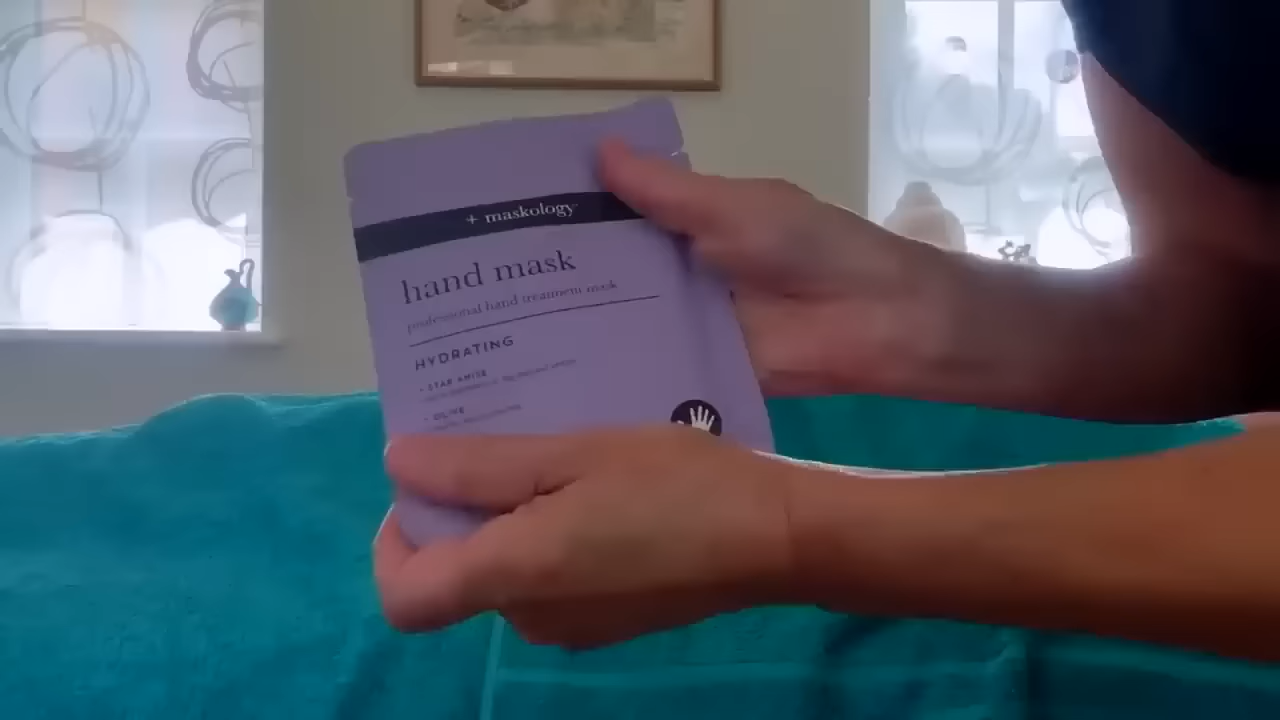 + maskology
hand mask
professional hand treatment mask
HYDRATING
• STAR ANISE
• OLIVE